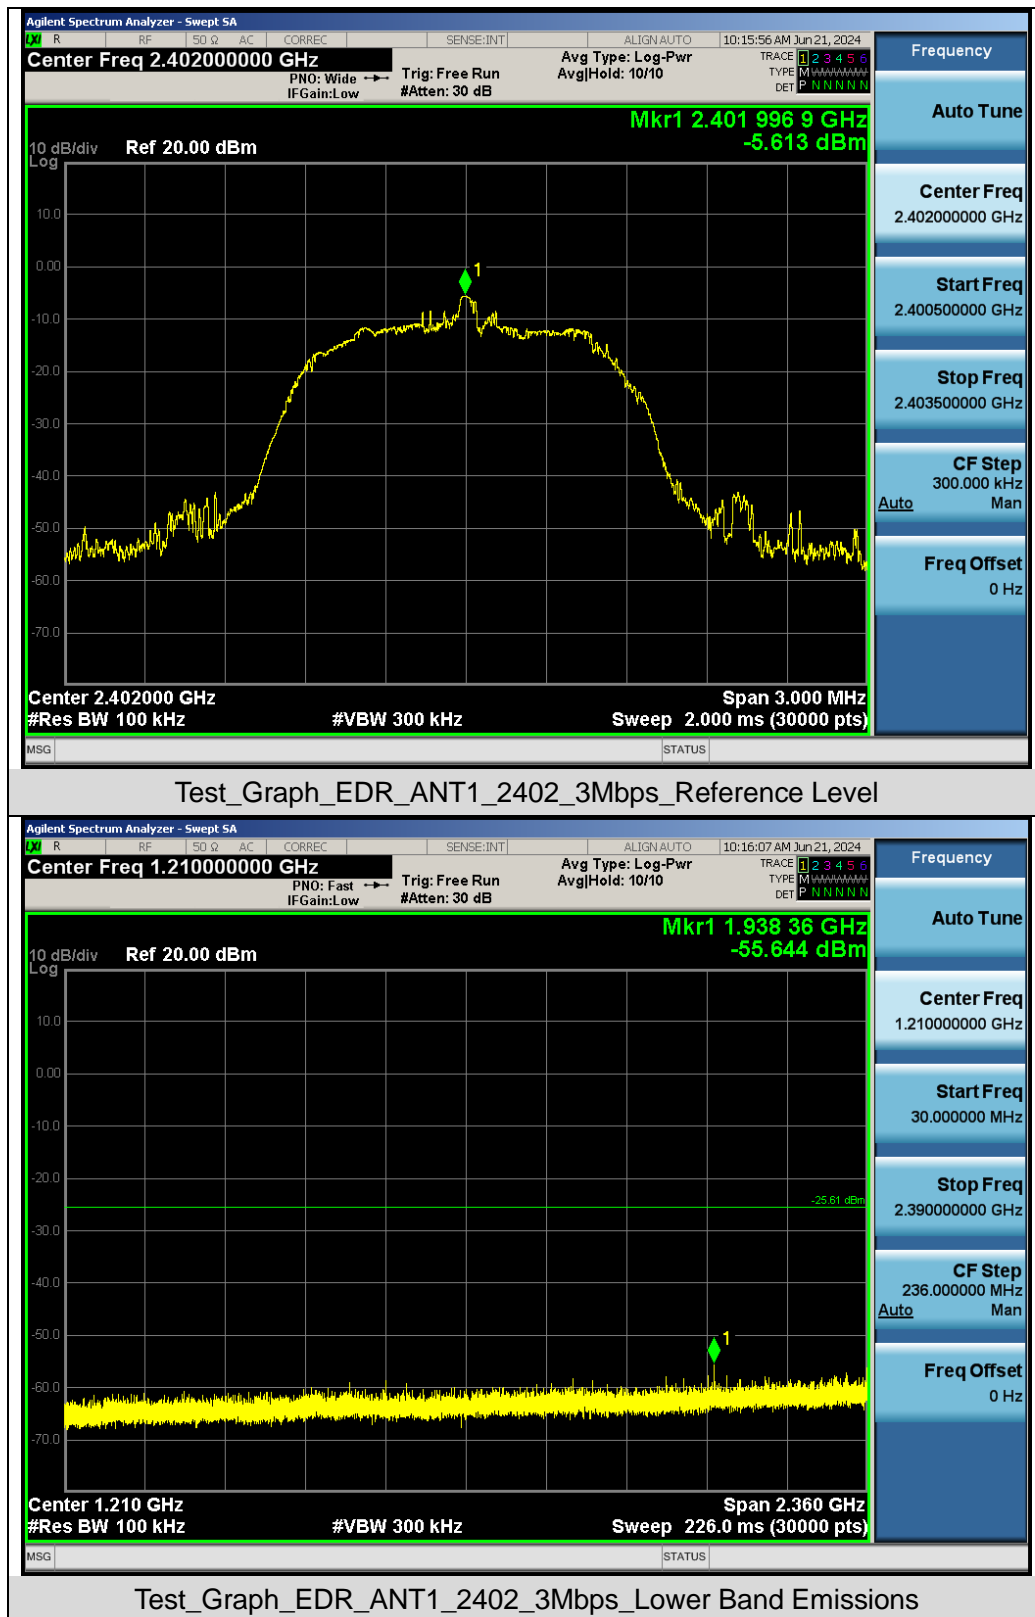 Agilent Spectrum Analyzer - Swept SA
LXI R RF 50 Ω AC CORREC SENSE:INT ALIGN AUTO 10:15:56 AM Jun 21, 2024
Center Freq 2.402000000 GHz
PNO: Wide
IFGain:Low
Trig: Free Run
#Atten: 30 dB
Avg Type: Log-Pwr
Avg|Hold: 10/10
TRACE 1 2 3 4 5 6
TYPE M WWWWW
DET P N N N N N
Mkr1 2.401 996 9 GHz
-5.613 dBm
10 dB/div Ref 20.00 dBm
Log
10.0
0.00
1
-10.0
-20.0
-30.0
-40.0
-50.0
-60.0
-70.0
Center 2.402000 GHz Span 3.000 MHz
#Res BW 100 kHz #VBW 300 kHz Sweep 2.000 ms (30000 pts)
MSG STATUS
Frequency
Auto Tune
Center Freq
2.402000000 GHz
Start Freq
2.400500000 GHz
Stop Freq
2.403500000 GHz
CF Step
300.000 kHz
Auto Man
Freq Offset
0 Hz
Test_Graph_EDR_ANT1_2402_3Mbps_Reference Level
Agilent Spectrum Analyzer - Swept SA
LXI R RF 50 Ω AC CORREC SENSE:INT ALIGN AUTO 10:16:07 AM Jun 21, 2024
Center Freq 1.210000000 GHz
PNO: Fast
IFGain:Low
Trig: Free Run
#Atten: 30 dB
Avg Type: Log-Pwr
Avg|Hold: 10/10
TRACE 1 2 3 4 5 6
TYPE M WWWWW
DET P N N N N N
Mkr1 1.938 36 GHz
-55.644 dBm
10 dB/div Ref 20.00 dBm
Log
10.0
0.00
-10.0
-20.0
-25.61 dBm
-30.0
-40.0
-50.0
1
-60.0
-70.0
Center 1.210 GHz Span 2.360 GHz
#Res BW 100 kHz #VBW 300 kHz Sweep 226.0 ms (30000 pts)
MSG STATUS
Frequency
Auto Tune
Center Freq
1.210000000 GHz
Start Freq
30.000000 MHz
Stop Freq
2.390000000 GHz
CF Step
236.000000 MHz
Auto Man
Freq Offset
0 Hz
Test_Graph_EDR_ANT1_2402_3Mbps_Lower Band Emissions